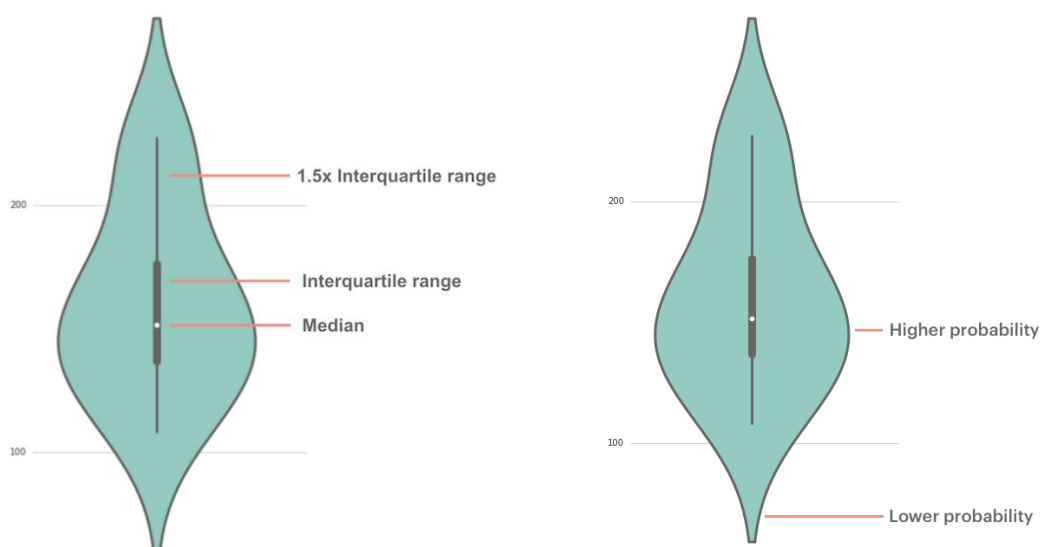 1.5x Interquartile range
200
Interquartile range
Median
100
200
Higher probability
100
Lower probability